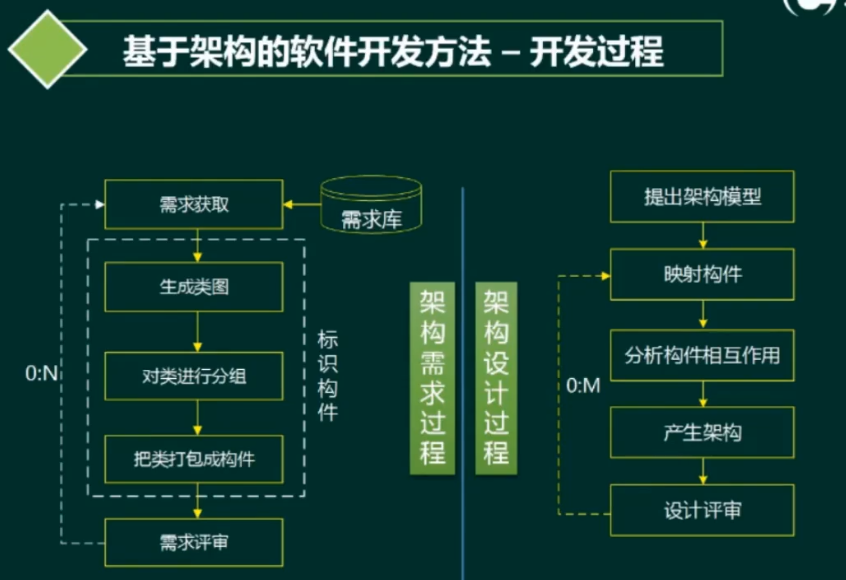 基于架构的软件开发方法 – 开发过程
需求获取
需求库
生成类图
对类进行分组
把类打包成构件
需求评审
标识构件
0:N
架构需求过程
架构设计过程
提出架构模型
映射构件
分析构件相互作用
产生架构
设计评审
0:M